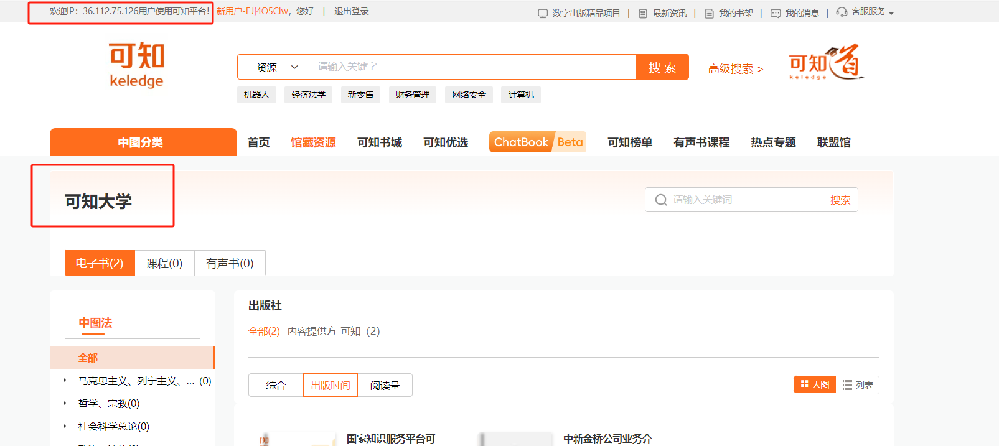 欢迎IP：36.112.75.126用户使用可知平台! 新用户-EJj4O5CIw，您好 | 退出登录
数字出版精品项目 | 最新资讯 | 我的书架 | 我的消息 | 客服服务
可知
keledge
资源 请输入关键字 搜 索 高级搜索 >
可知道
keledge
机器人 经济法学 新零售 财务管理 网络安全 计算机
中图分类 首页 馆藏资源 可知书城 可知优选 ChatBook Beta 可知榜单 有声书课程 热点专题 联盟馆
可知大学
请输入关键词 搜索
电子书(2) 课程(0) 有声书(0)
中图法
全部
马克思主义、列宁主义、... (0)
哲学、宗教(0)
社会科学总论(0)
出版社
全部(2) 内容提供方-可知（2）
综合 出版时间 阅读量 大图 列表
可知
国家知识服务平台可
中新金桥公司业务介